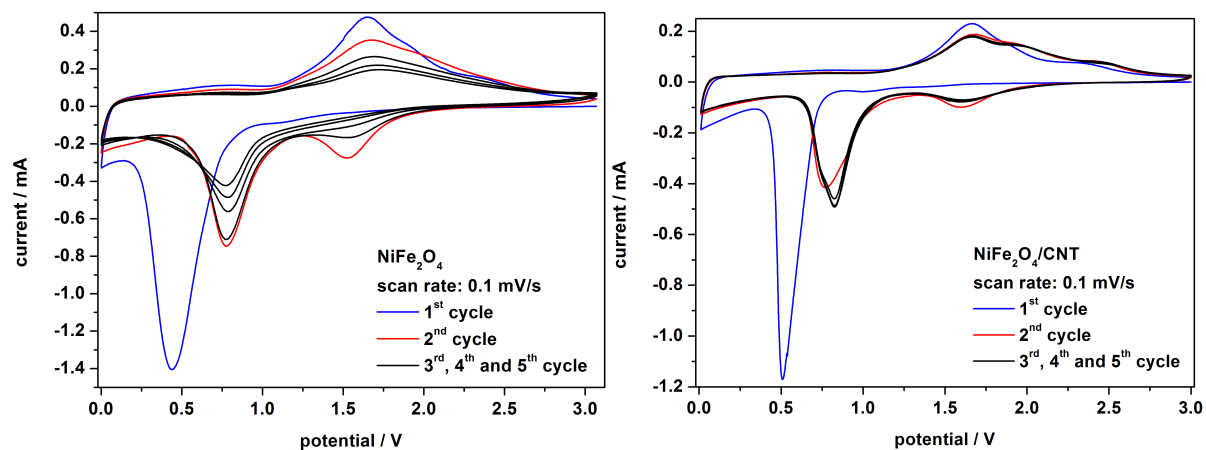 0.4
0.2
0.0
-0.2
-0.4
-0.6
-0.8
-1.0
-1.2
-1.4
current / mA
NiFe2O4
scan rate: 0.1 mV/s
1st cycle
2nd cycle
3rd, 4th and 5th cycle
0.0 0.5 1.0 1.5 2.0 2.5 3.0
potential / V
0.2
0.0
-0.2
-0.4
-0.6
-0.8
-1.0
-1.2
current / mA
NiFe2O4/CNT
scan rate: 0.1 mV/s
1st cycle
2nd cycle
3rd, 4th and 5th cycle
0.0 0.5 1.0 1.5 2.0 2.5 3.0
potential / V